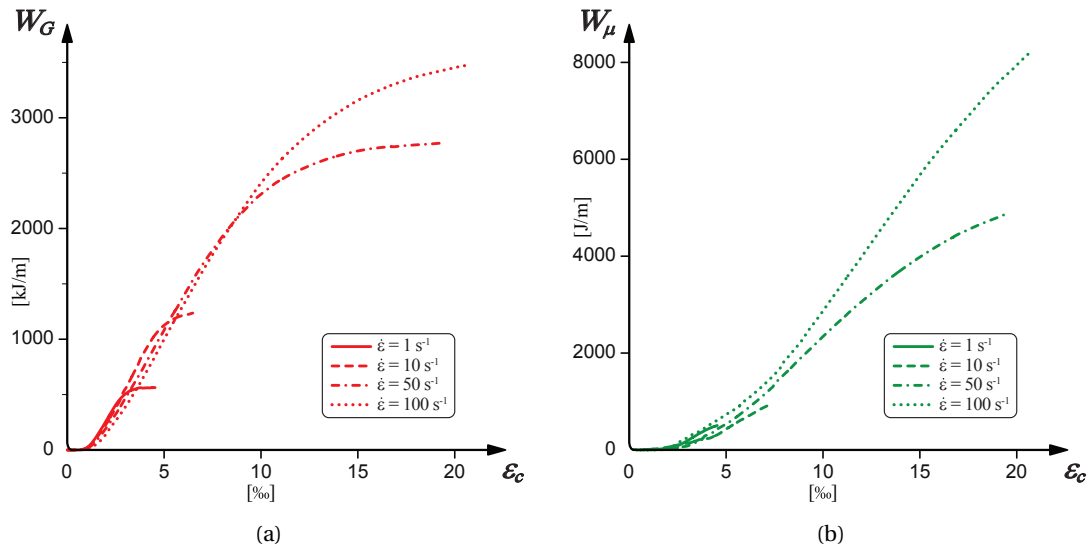 W_G
3000
2000
1000
0
[kJ/m]
0 5 10 15 20
ε_c
[‰]
ε̇ = 1 s⁻¹
ε̇ = 10 s⁻¹
ε̇ = 50 s⁻¹
ε̇ = 100 s⁻¹
(a)
W_μ
8000
6000
4000
2000
0
[J/m]
0 5 10 15 20
ε_c
[‰]
ε̇ = 1 s⁻¹
ε̇ = 10 s⁻¹
ε̇ = 50 s⁻¹
ε̇ = 100 s⁻¹
(b)